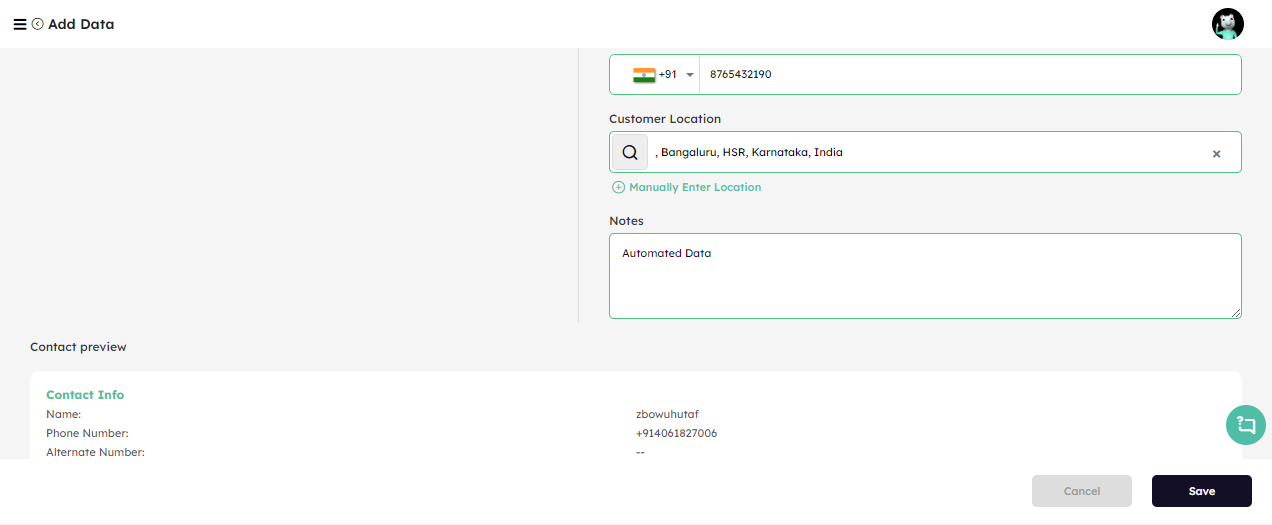 Add Data
+91 8765432190
Customer Location
, Bangaluru, HSR, Karnataka, India
Manually Enter Location
Notes
Automated Data
Contact preview
Contact Info
Name: zbowuhutaf
Phone Number: +914061827006
Alternate Number: --
Cancel Save